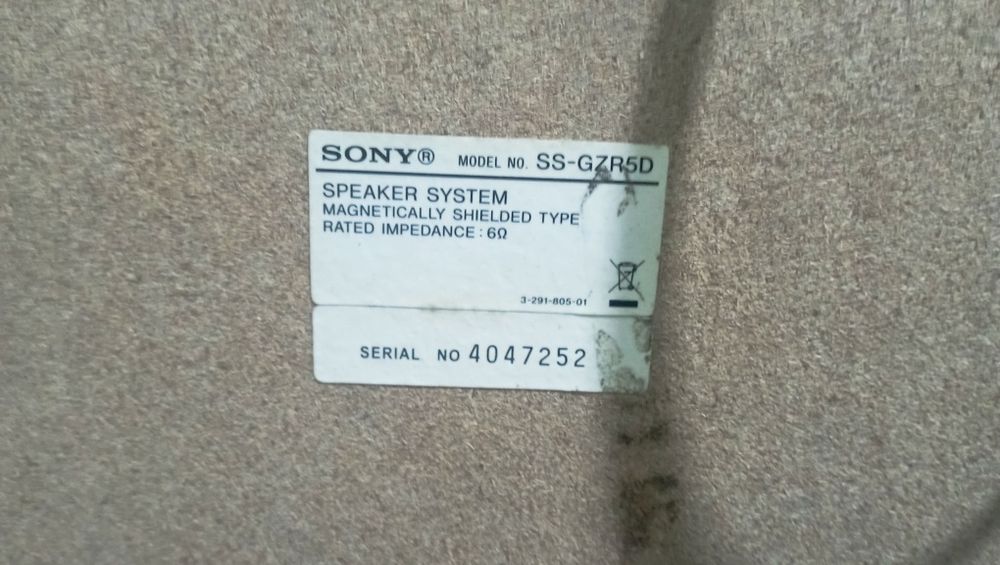 SONY® MODEL NO. SS-GZR5D
SPEAKER SYSTEM
MAGNETICALLY SHIELDED TYPE
RATED IMPEDANCE : 6Ω
3-291-805-01
SERIAL NO 4047252